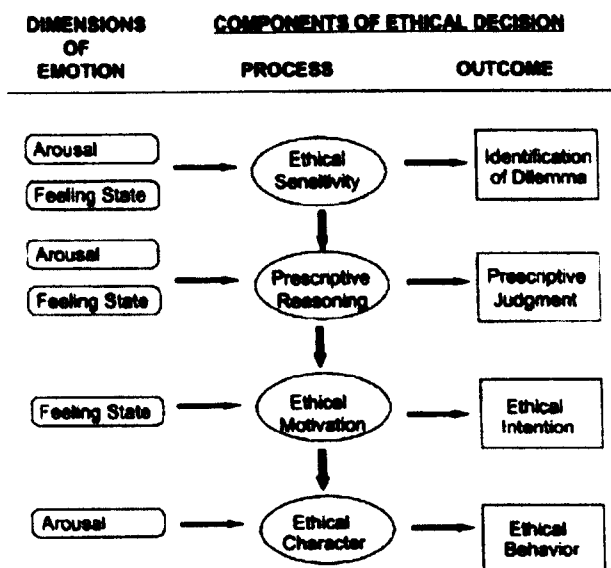 DIMENSIONS
OF
EMOTION
COMPONENTS OF ETHICAL DECISION
PROCESS
OUTCOME
Arousal
Feeling State
Ethical
Sensitivity
Identification
of Dilemma
Arousal
Feeling State
Prescriptive
Reasoning
Prescriptive
Judgment
Feeling State
Ethical
Motivation
Ethical
Intention
Arousal
Ethical
Character
Ethical
Behavior